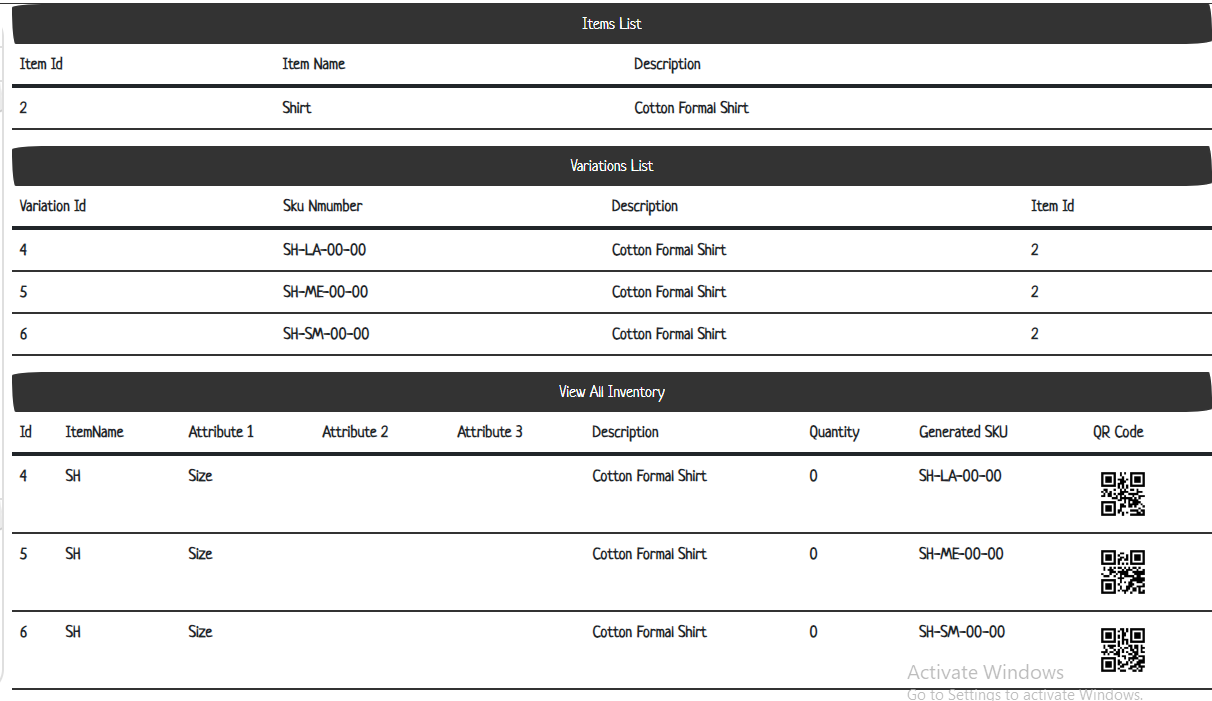 Items List
Item Id Item Name Description
2 Shirt Cotton Formal Shirt
Variations List
Variation Id Sku Nmumber Description Item Id
4 SH-LA-00-00 Cotton Formal Shirt 2
5 SH-ME-00-00 Cotton Formal Shirt 2
6 SH-SM-00-00 Cotton Formal Shirt 2
View All Inventory
Id ItemName Attribute 1 Attribute 2 Attribute 3 Description Quantity Generated SKU QR Code
4 SH Size Cotton Formal Shirt 0 SH-LA-00-00
5 SH Size Cotton Formal Shirt 0 SH-ME-00-00
6 SH Size Cotton Formal Shirt 0 SH-SM-00-00
Activate Windows
Go to Settings to activate Windows.